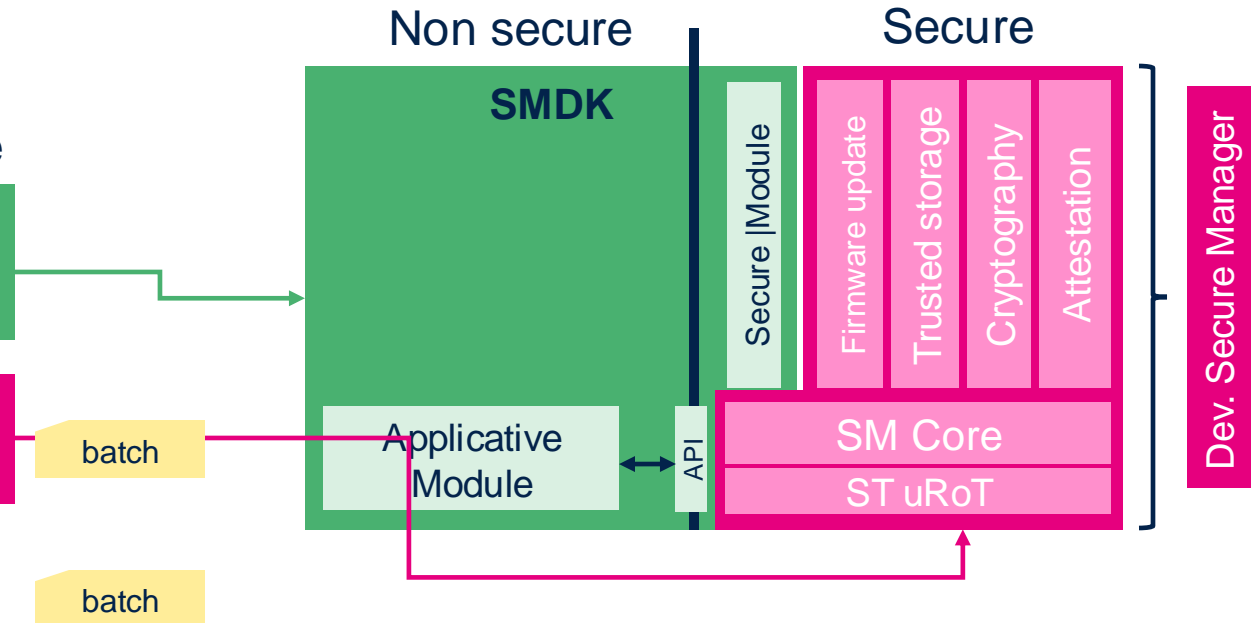 Non secure
Secure
SMDK
Secure |Module
Firmware update
Trusted storage
Cryptography
Attestation
Dev. Secure Manager
Applicative
Module
API
SM Core
ST uRoT
batch
batch